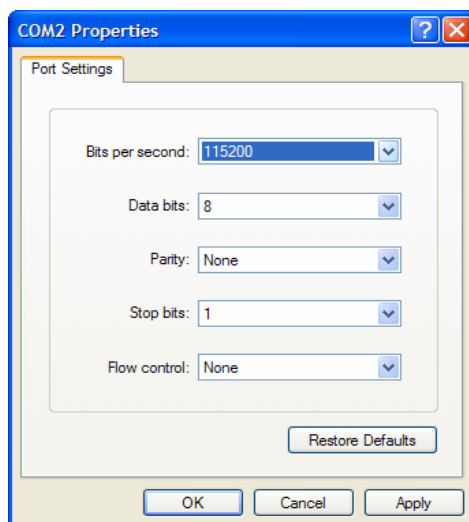 COM2 Properties
Port Settings
Bits per second: 115200
Data bits: 8
Parity: None
Stop bits: 1
Flow control: None
Restore Defaults
OK Cancel Apply